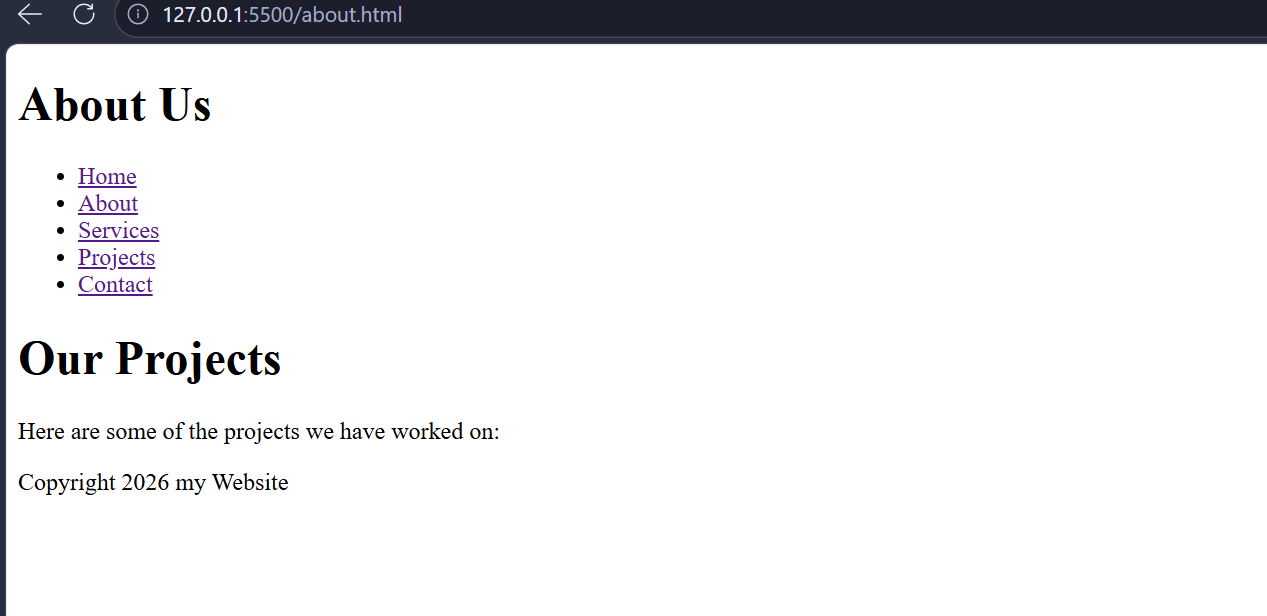 127.0.0.1:5500/about.html
About Us
Home
About
Services
Projects
Contact
Our Projects
Here are some of the projects we have worked on:
Copyright 2026 my Website